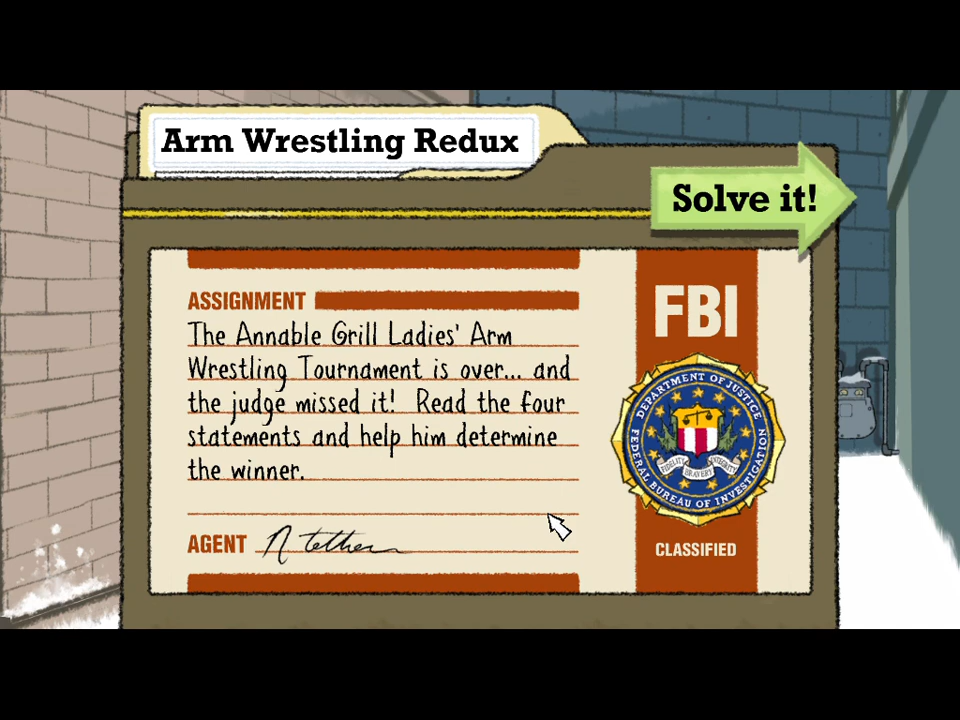 Arm Wrestling Redux
Solve it!
ASSIGNMENT
The Annable Grill Ladies' Arm
Wrestling Tournament is over... and
the judge missed it! Read the four
statements and help him determine
the winner.
AGENT N Tethers
FBI
DEPARTMENT OF JUSTICE
FIDELITY BRAVERY INTEGRITY
FEDERAL BUREAU OF INVESTIGATION
CLASSIFIED